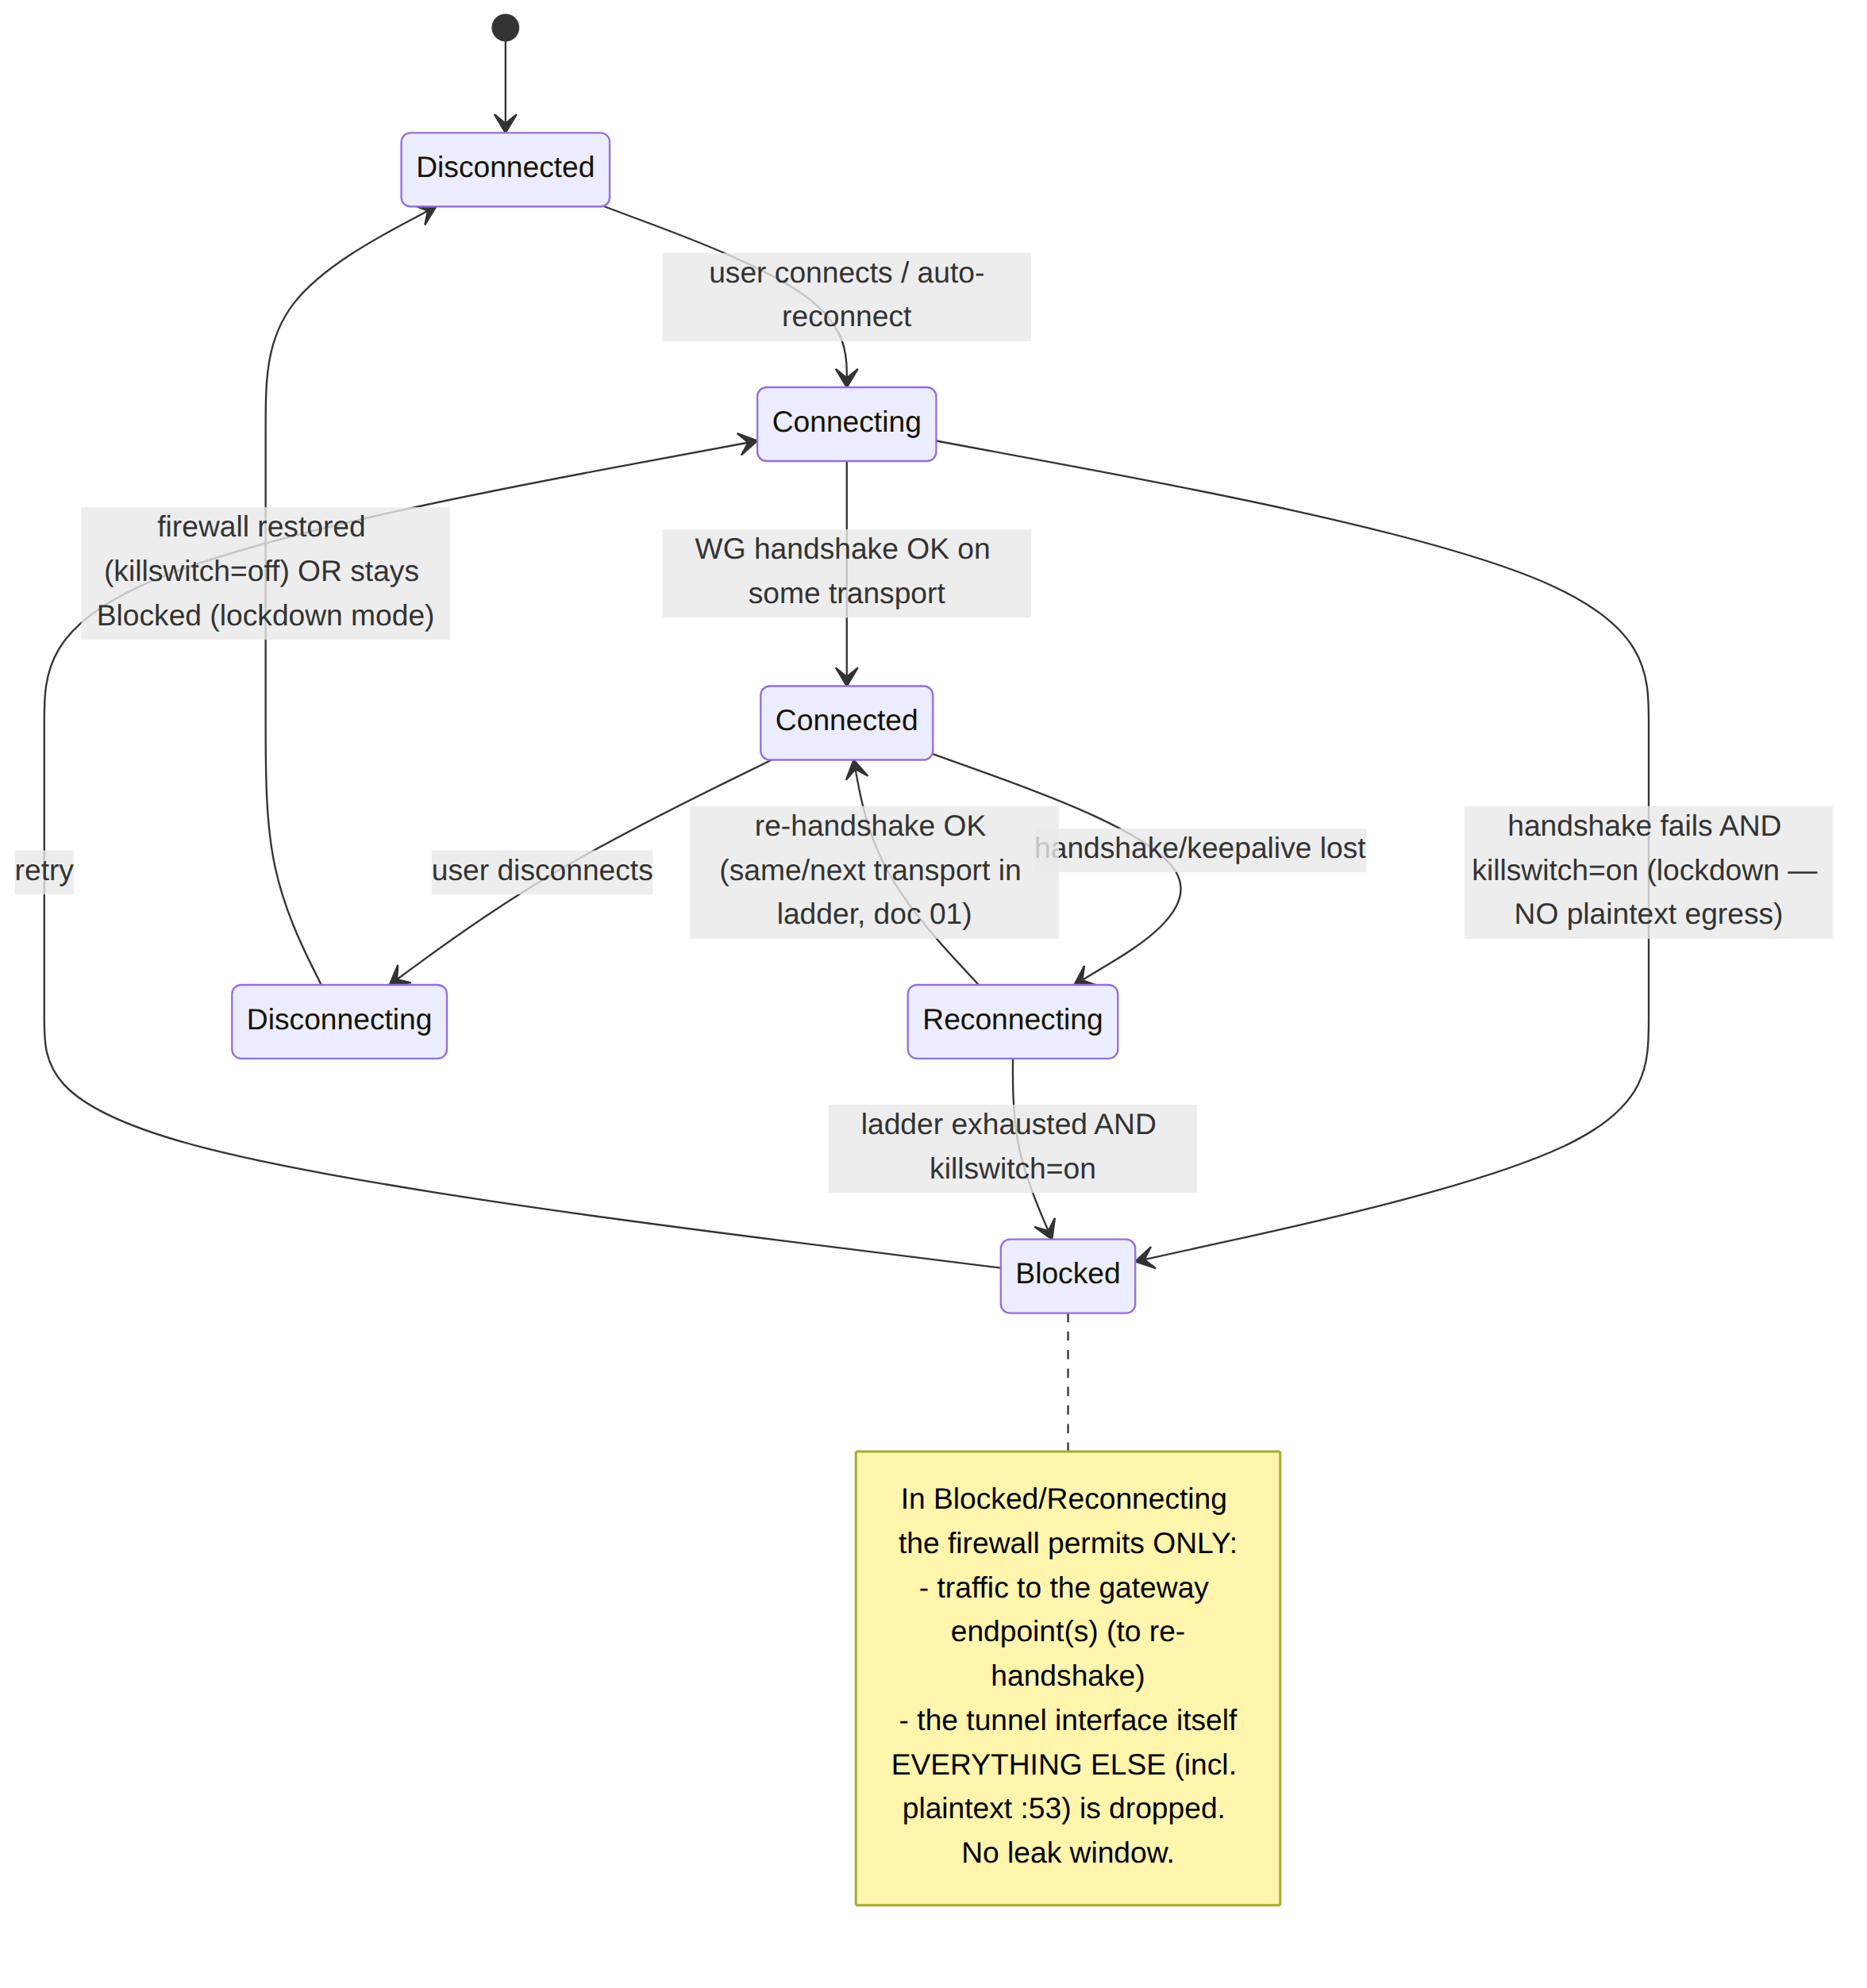 Disconnected
user connects / auto-
reconnect
Connecting
firewall restored
(killswitch=off) OR stays
Blocked (lockdown mode)
WG handshake OK on
some transport
Connected
retry
user disconnects
re-handshake OK
(same/next transport in
ladder, doc 01)
handshake/keepalive lost
handshake fails AND
killswitch=on (lockdown —
NO plaintext egress)
Disconnecting
Reconnecting
ladder exhausted AND
killswitch=on
Blocked
In Blocked/Reconnecting
the firewall permits ONLY:
- traffic to the gateway
endpoint(s) (to re-
handshake)
- the tunnel interface itself
EVERYTHING ELSE (incl.
plaintext :53) is dropped.
No leak window.